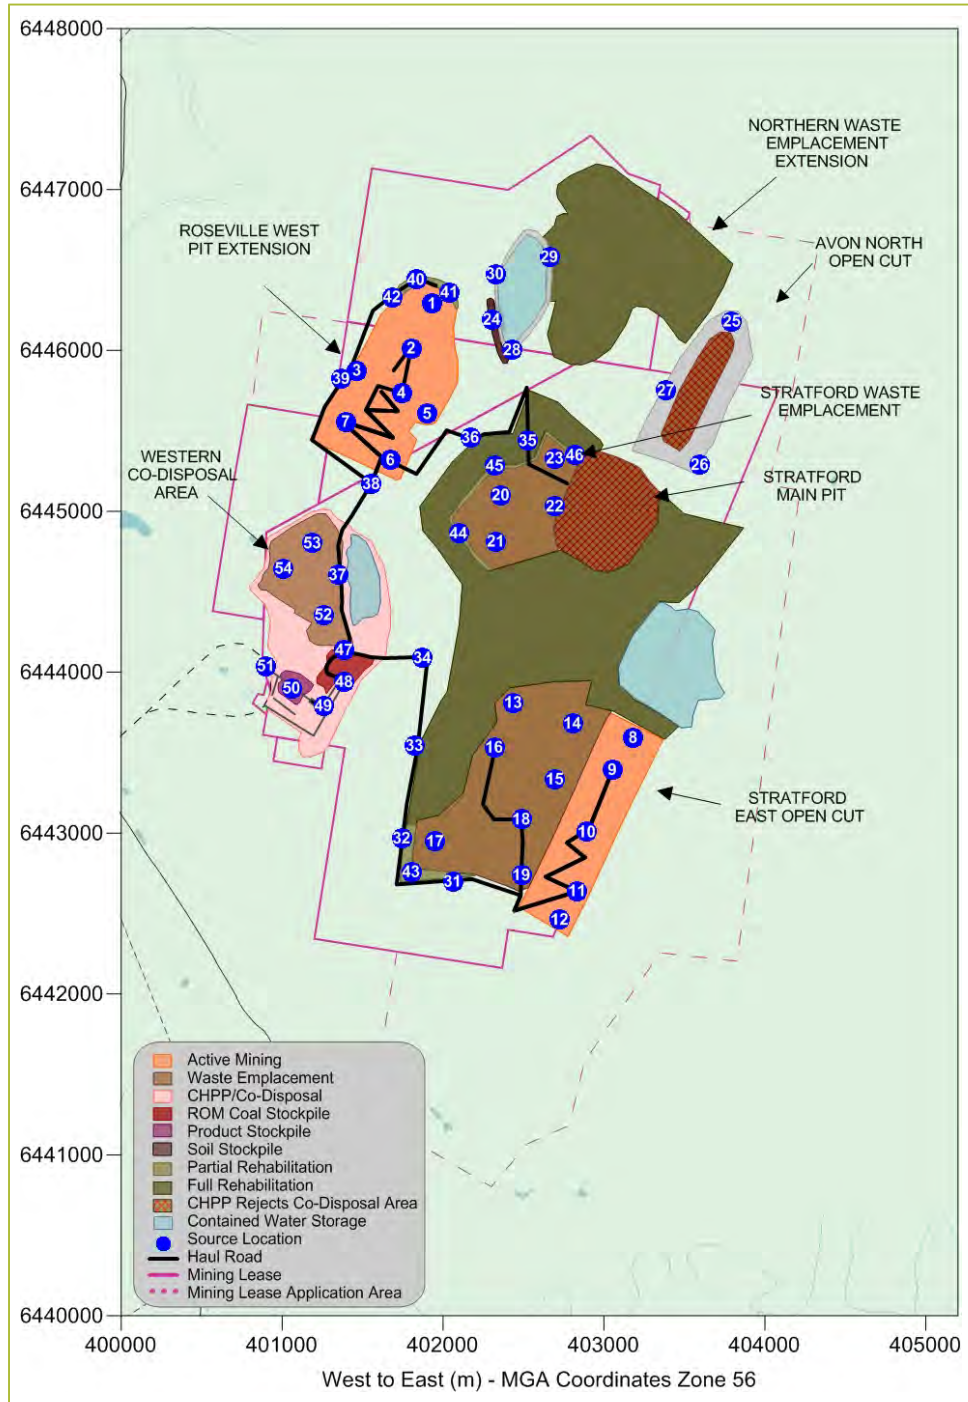 6448000
NORTHERN WASTE
EMPLACEMENT
EXTENSION
6447000
ROSEVILLE WEST
PIT EXTENSION
AVON NORTH
OPEN CUT
29
30
40
42
41
1
24
25
28
2
6446000
3
39
4
27
5
7
STRATFORD WASTE
EMPLACEMENT
36
35
6
45
23
46
26
38
WESTERN
CO-DISPOSAL
AREA
20
22
STRATFORD
MAIN PIT
6445000
44
21
53
54
37
52
47
34
6444000
51
48
50
49
13
14
8
33
16
9
15
STRATFORD
EAST OPEN CUT
18
10
6443000
32
17
43
31
19
11
12
6442000
Active Mining
Waste Emplacement
CHPP/Co-Disposal
ROM Coal Stockpile
Product Stockpile
Soil Stockpile
Partial Rehabilitation
Full Rehabilitation
CHPP Rejects Co-Disposal Area
Contained Water Storage
Source Location
Haul Road
Mining Lease
Mining Lease Application Area
6441000
6440000
400000
401000
402000
403000
404000
405000
West to East (m) - MGA Coordinates Zone 56